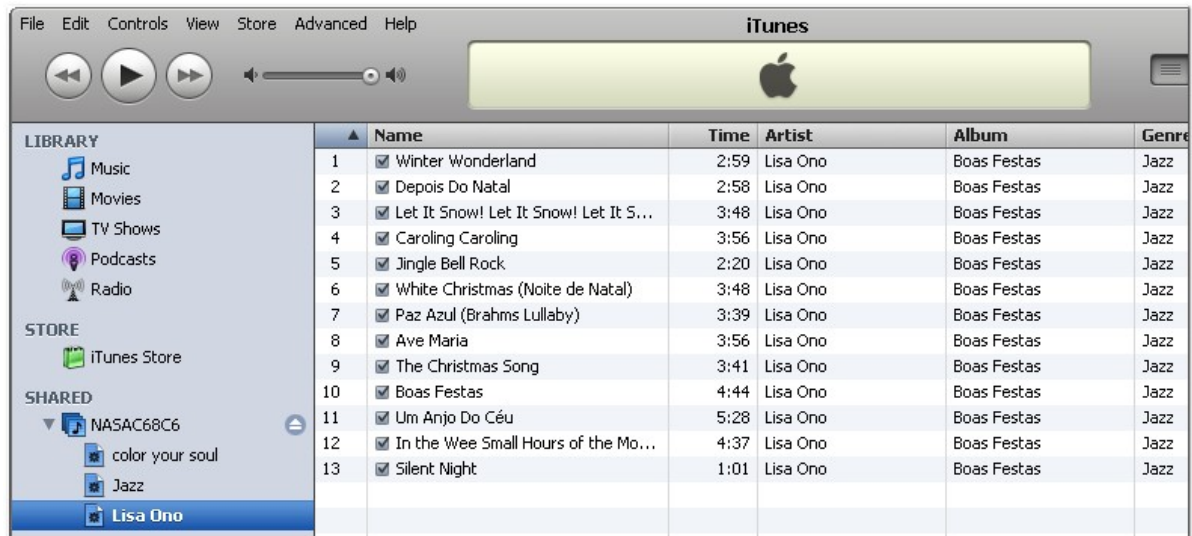 File Edit Controls View Store Advanced Help
iTunes
LIBRARY
Music
Movies
TV Shows
Podcasts
Radio
STORE
iTunes Store
SHARED
NASAC68C6
color your soul
Jazz
Lisa Ono
Name Time Artist Album Genre
1 Winter Wonderland 2:59 Lisa Ono Boas Festas Jazz
2 Depois Do Natal 2:58 Lisa Ono Boas Festas Jazz
3 Let It Snow! Let It Snow! Let It S... 3:48 Lisa Ono Boas Festas Jazz
4 Caroling Caroling 3:56 Lisa Ono Boas Festas Jazz
5 Jingle Bell Rock 2:20 Lisa Ono Boas Festas Jazz
6 White Christmas (Noite de Natal) 3:48 Lisa Ono Boas Festas Jazz
7 Paz Azul (Brahms Lullaby) 3:39 Lisa Ono Boas Festas Jazz
8 Ave Maria 3:56 Lisa Ono Boas Festas Jazz
9 The Christmas Song 3:41 Lisa Ono Boas Festas Jazz
10 Boas Festas 4:44 Lisa Ono Boas Festas Jazz
11 Um Anjo Do Céu 5:28 Lisa Ono Boas Festas Jazz
12 In the Wee Small Hours of the Mo... 4:37 Lisa Ono Boas Festas Jazz
13 Silent Night 1:01 Lisa Ono Boas Festas Jazz